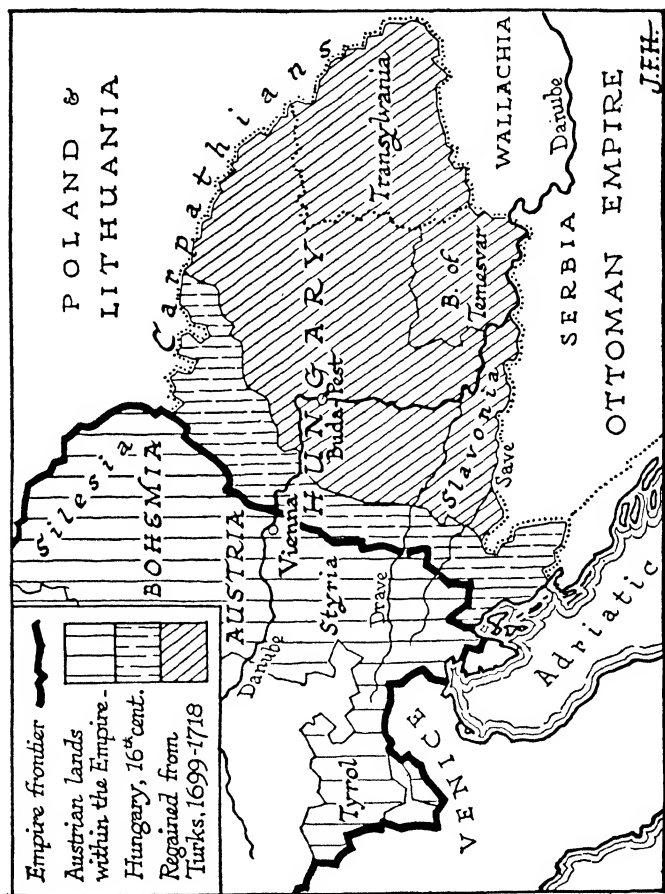 Empire frontier
Austrian lands
within the Empire -
Hungary, 16th cent.
Regained from
Turks, 1699-1718
POLAND &
LITHUANIA
Carpathians
Silesia
BOHEMIA
AUSTRIA
Danube
Vienna
HUNGARY
Buda-Pest
Transylvania
Styria
Tyrol
Drave
B. of
Temesvar
WALLACHIA
Danube
Slavonia
Save
SERBIA
VENICE
Adriatic
OTTOMAN EMPIRE
J.F.H.